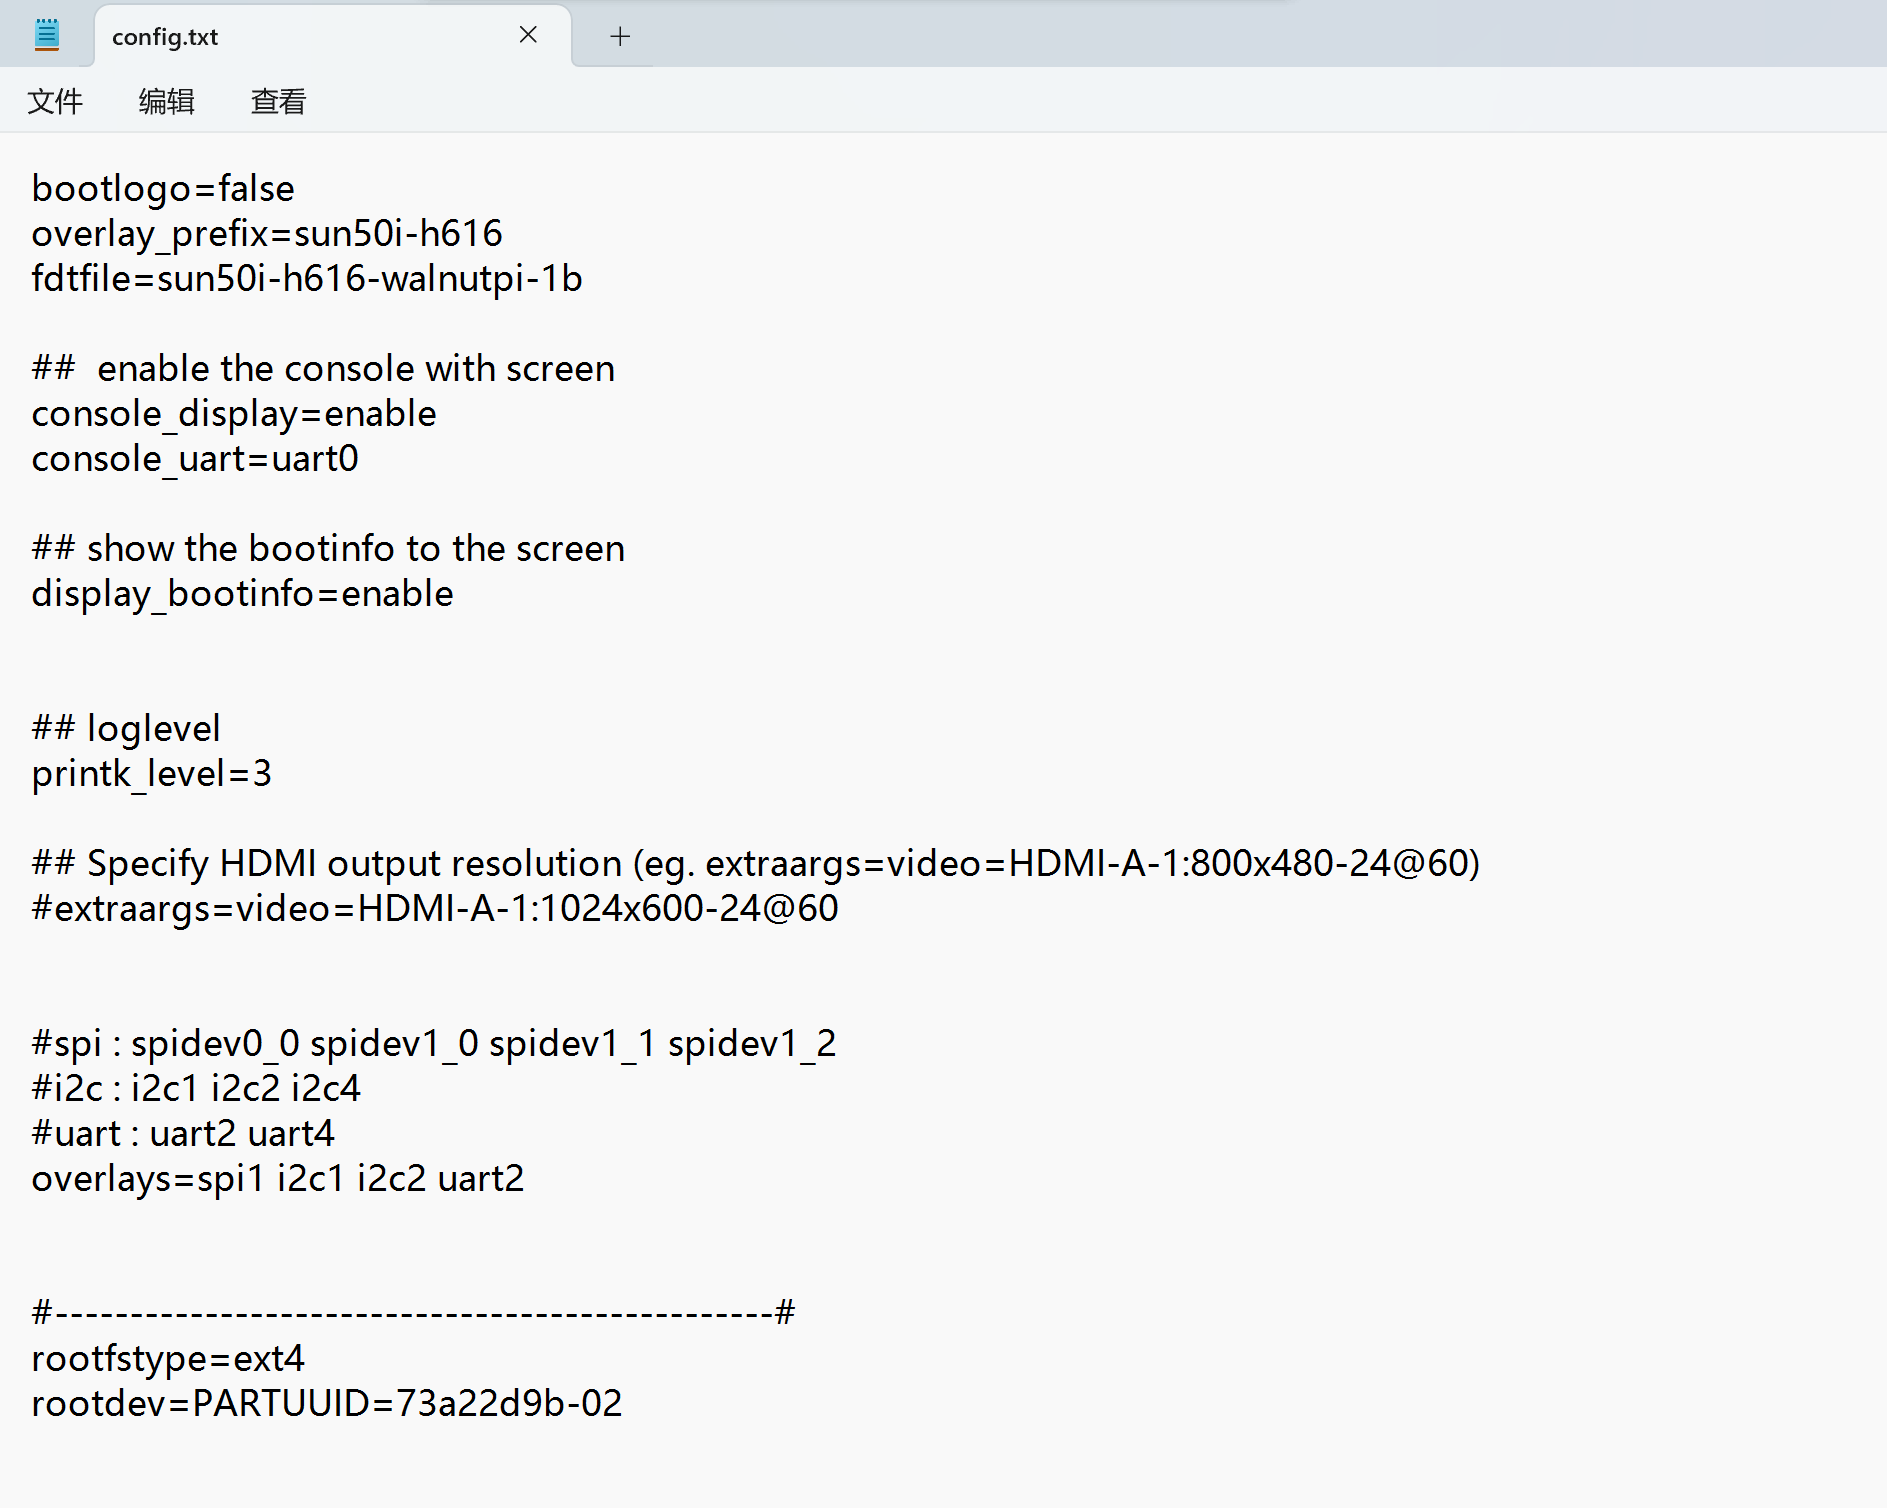 config.txt
文件 编辑 查看
bootlogo=false
overlay_prefix=sun50i-h616
fdtfile=sun50i-h616-walnutpi-1b
##  enable the console with screen
console_display=enable
console_uart=uart0
## show the bootinfo to the screen
display_bootinfo=enable
## loglevel
printk_level=3
## Specify HDMI output resolution (eg. extraargs=video=HDMI-A-1:800x480-24@60)
#extraargs=video=HDMI-A-1:1024x600-24@60
#spi : spidev0_0 spidev1_0 spidev1_1 spidev1_2
#i2c : i2c1 i2c2 i2c4
#uart : uart2 uart4
overlays=spi1 i2c1 i2c2 uart2
#------------------------------------------------#
rootfstype=ext4
rootdev=PARTUUID=73a22d9b-02